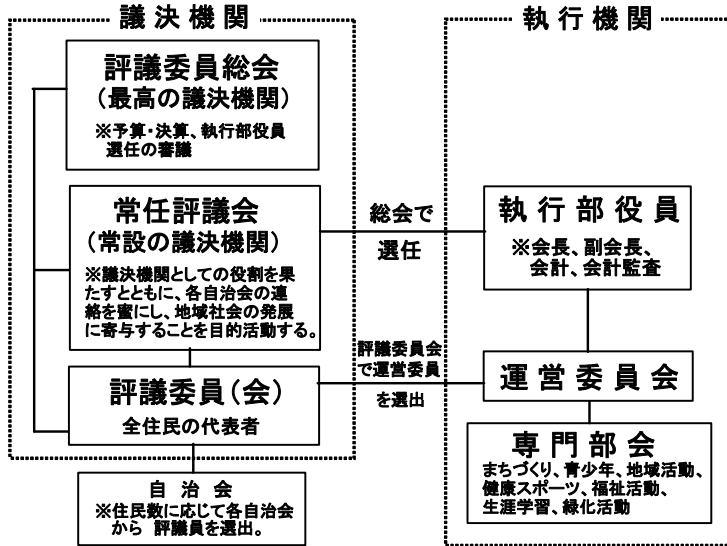 議決機関
評議委員総会
（最高の議決機関）
※予算・決算、執行部役員
選任の審議
常任評議会
（常設の議決機関）
※議決機関としての役割を果
たすとともに、各自治会の連
絡を蜜にし、地域社会の発展
に寄与することを目的活動する。
評議委員（会）
全住民の代表者
自治会
※住民数に応じて各自治会
から 評議員を選出。
総会で
選任
評議委員会
で運営委員
を選出
執行機関
執行部役員
※会長、副会長、
会計、会計監査
運営委員会
専門部会
まちづくり、青少年、地域活動、
健康スポーツ、福祉活動、
生涯学習、緑化活動